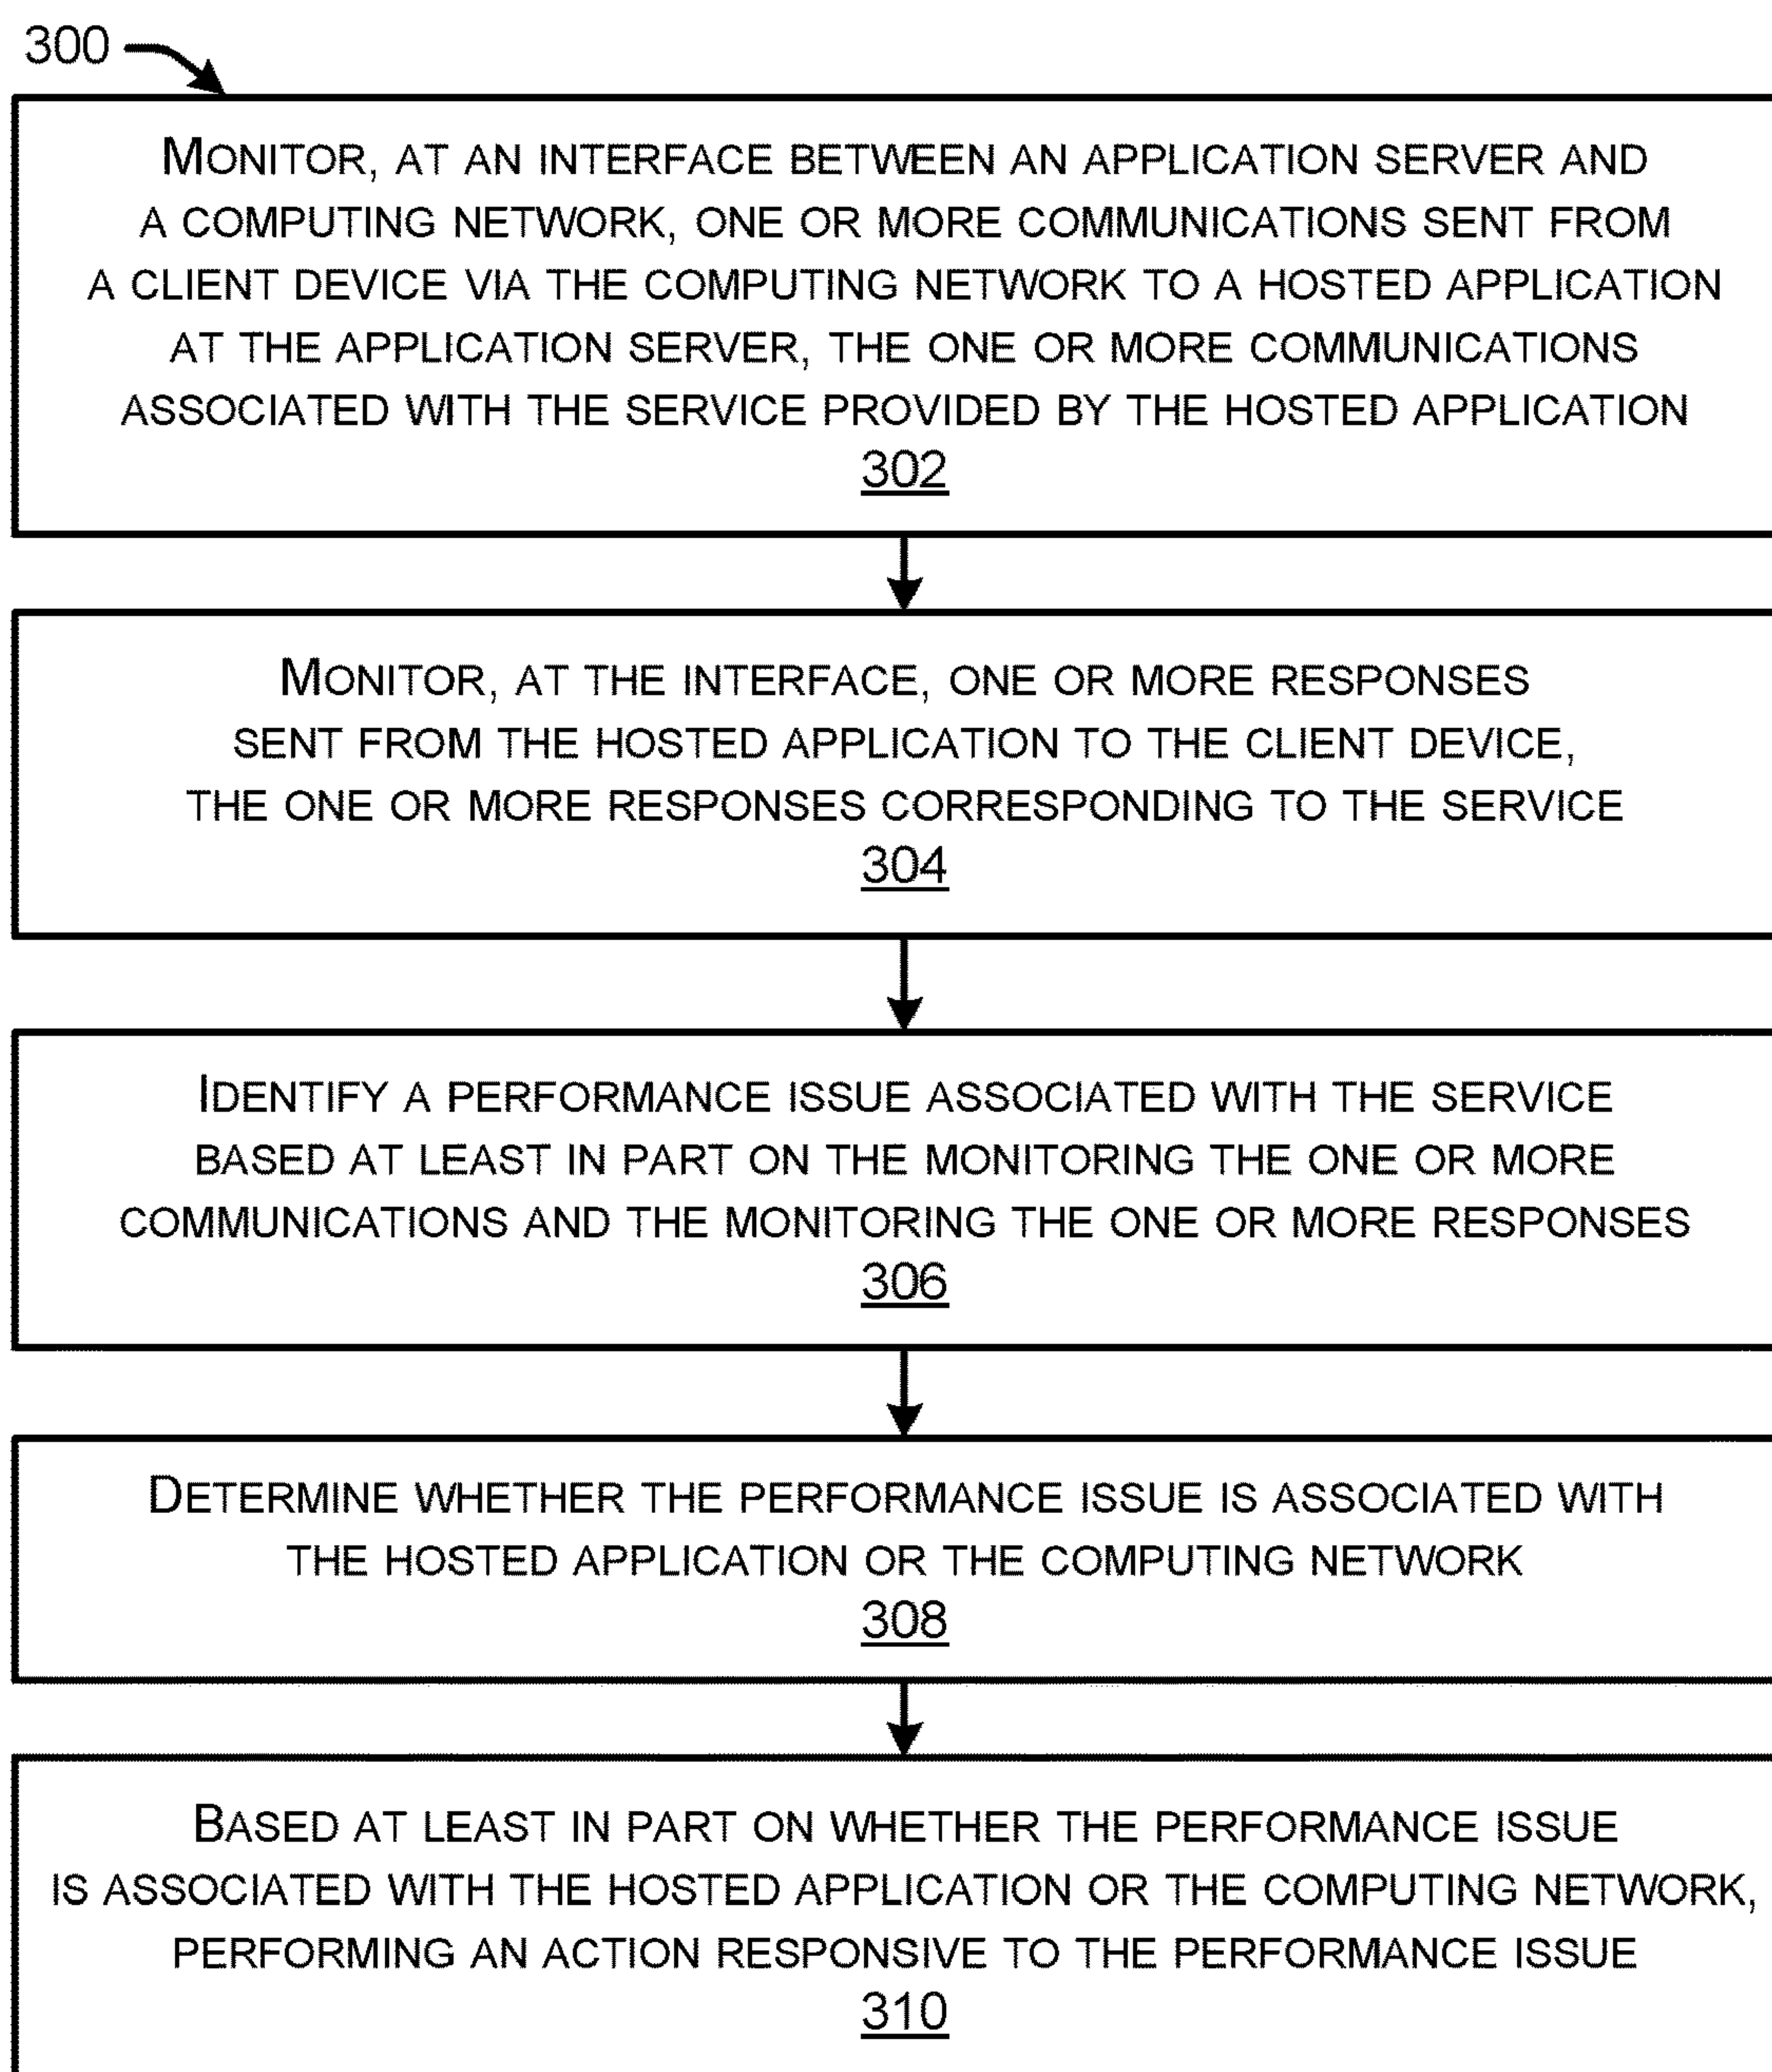 300
MONITOR, AT AN INTERFACE BETWEEN AN APPLICATION SERVER AND
A COMPUTING NETWORK, ONE OR MORE COMMUNICATIONS SENT FROM
A CLIENT DEVICE VIA THE COMPUTING NETWORK TO A HOSTED APPLICATION
AT THE APPLICATION SERVER, THE ONE OR MORE COMMUNICATIONS
ASSOCIATED WITH THE SERVICE PROVIDED BY THE HOSTED APPLICATION
302
MONITOR, AT THE INTERFACE, ONE OR MORE RESPONSES
SENT FROM THE HOSTED APPLICATION TO THE CLIENT DEVICE,
THE ONE OR MORE RESPONSES CORRESPONDING TO THE SERVICE
304
IDENTIFY A PERFORMANCE ISSUE ASSOCIATED WITH THE SERVICE
BASED AT LEAST IN PART ON THE MONITORING THE ONE OR MORE
COMMUNICATIONS AND THE MONITORING THE ONE OR MORE RESPONSES
306
DETERMINE WHETHER THE PERFORMANCE ISSUE IS ASSOCIATED WITH
THE HOSTED APPLICATION OR THE COMPUTING NETWORK
308
BASED AT LEAST IN PART ON WHETHER THE PERFORMANCE ISSUE
IS ASSOCIATED WITH THE HOSTED APPLICATION OR THE COMPUTING NETWORK,
PERFORMING AN ACTION RESPONSIVE TO THE PERFORMANCE ISSUE
310